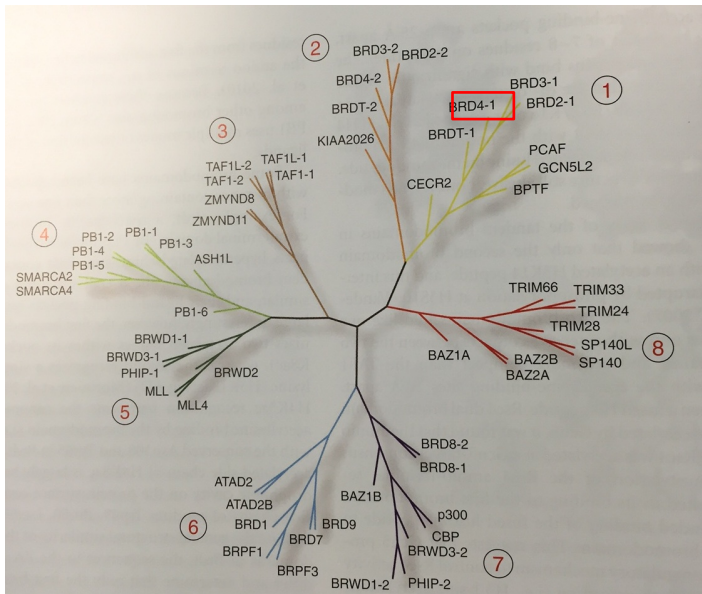 2
BRD3-2
BRD2-2
BRD4-2
BRDT-2
KIAA2026
1
BRD3-1
BRD4-1
BRD2-1
BRDT-1
PCAF
GCN5L2
BPTF
CECR2
3
TAF1L-2
TAF1L-1
TAF1-2
TAF1-1
ZMYND8
ZMYND11
4
PB1-2
PB1-1
PB1-4
PB1-3
PB1-5
ASH1L
SMARCA2
SMARCA4
PB1-6
BRWD1-1
BRWD3-1
PHIP-1
BRWD2
MLL
MLL4
5
TRIM66
TRIM33
TRIM24
TRIM28
SP140L
SP140
BAZ1A
BAZ2B
BAZ2A
8
ATAD2
ATAD2B
BRD1
BRD9
BRD7
BRPF1
BRPF3
6
BRD8-2
BRD8-1
BAZ1B
p300
CBP
BRWD3-2
BRWD1-2
PHIP-2
7